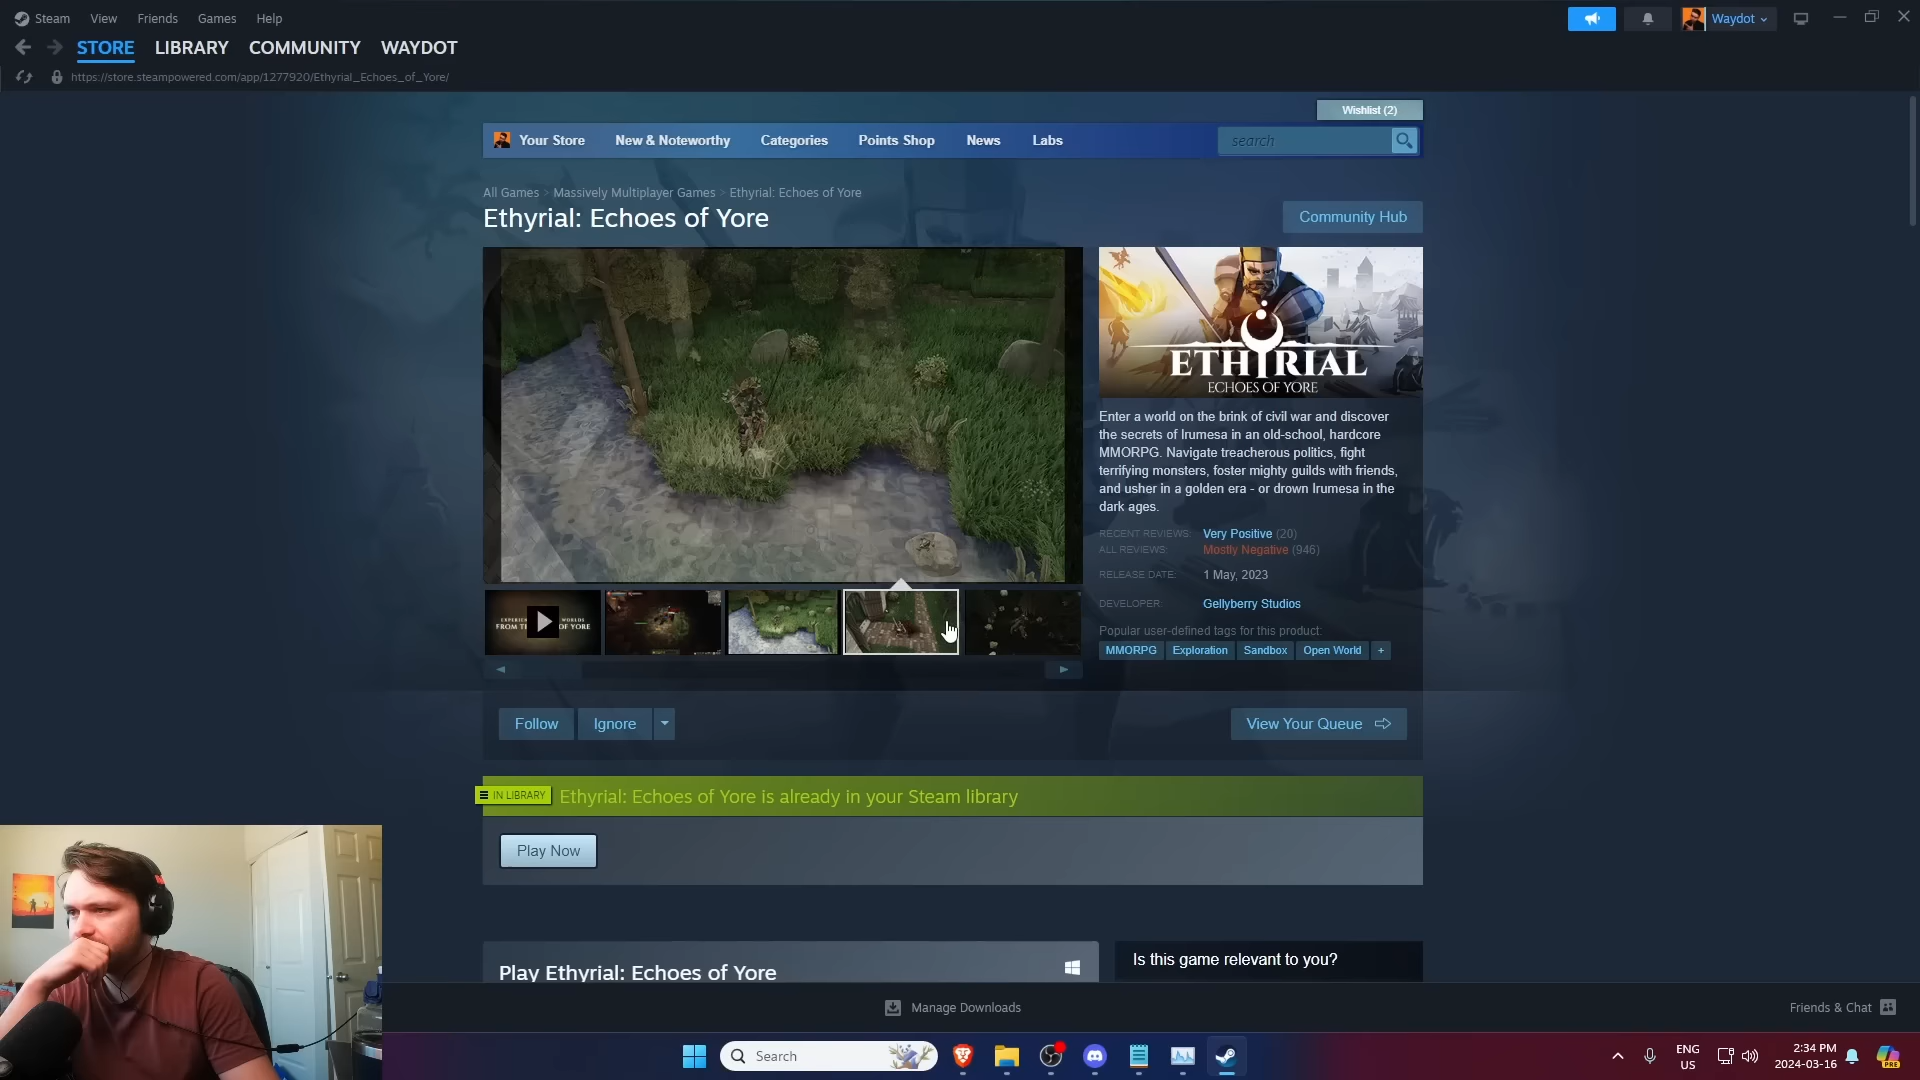 Steam View Friends Games Help
Waydot
STORE LIBRARY COMMUNITY WAYDOT
https://store.steampowered.com/app/1277920/Ethyrial_Echoes_of_Yore/
Wishlist (2)
Your Store New & Noteworthy Categories Points Shop News Labs
search
All Games > Massively Multiplayer Games > Ethyrial: Echoes of Yore
Ethyrial: Echoes of Yore
Community Hub
ETHYRIAL
ECHOES OF YORE
Enter a world on the brink of civil war and discover
the secrets of Irumesa in an old-school, hardcore
MMORPG. Navigate treacherous politics, fight
terrifying monsters, foster mighty guilds with friends,
and usher in a golden era - or drown Irumesa in the
dark ages.
RECENT REVIEWS: Very Positive (20)
ALL REVIEWS: Mostly Negative (946)
RELEASE DATE: 1 May, 2023
DEVELOPER: Gellyberry Studios
Popular user-defined tags for this product:
MMORPG Exploration Sandbox Open World +
Follow Ignore
View Your Queue
IN LIBRARY Ethyrial: Echoes of Yore is already in your Steam library
Play Now
Play Ethyrial: Echoes of Yore
Is this game relevant to you?
Manage Downloads
Friends & Chat
Search
ENG
US
2:34 PM
2024-03-16
PRE